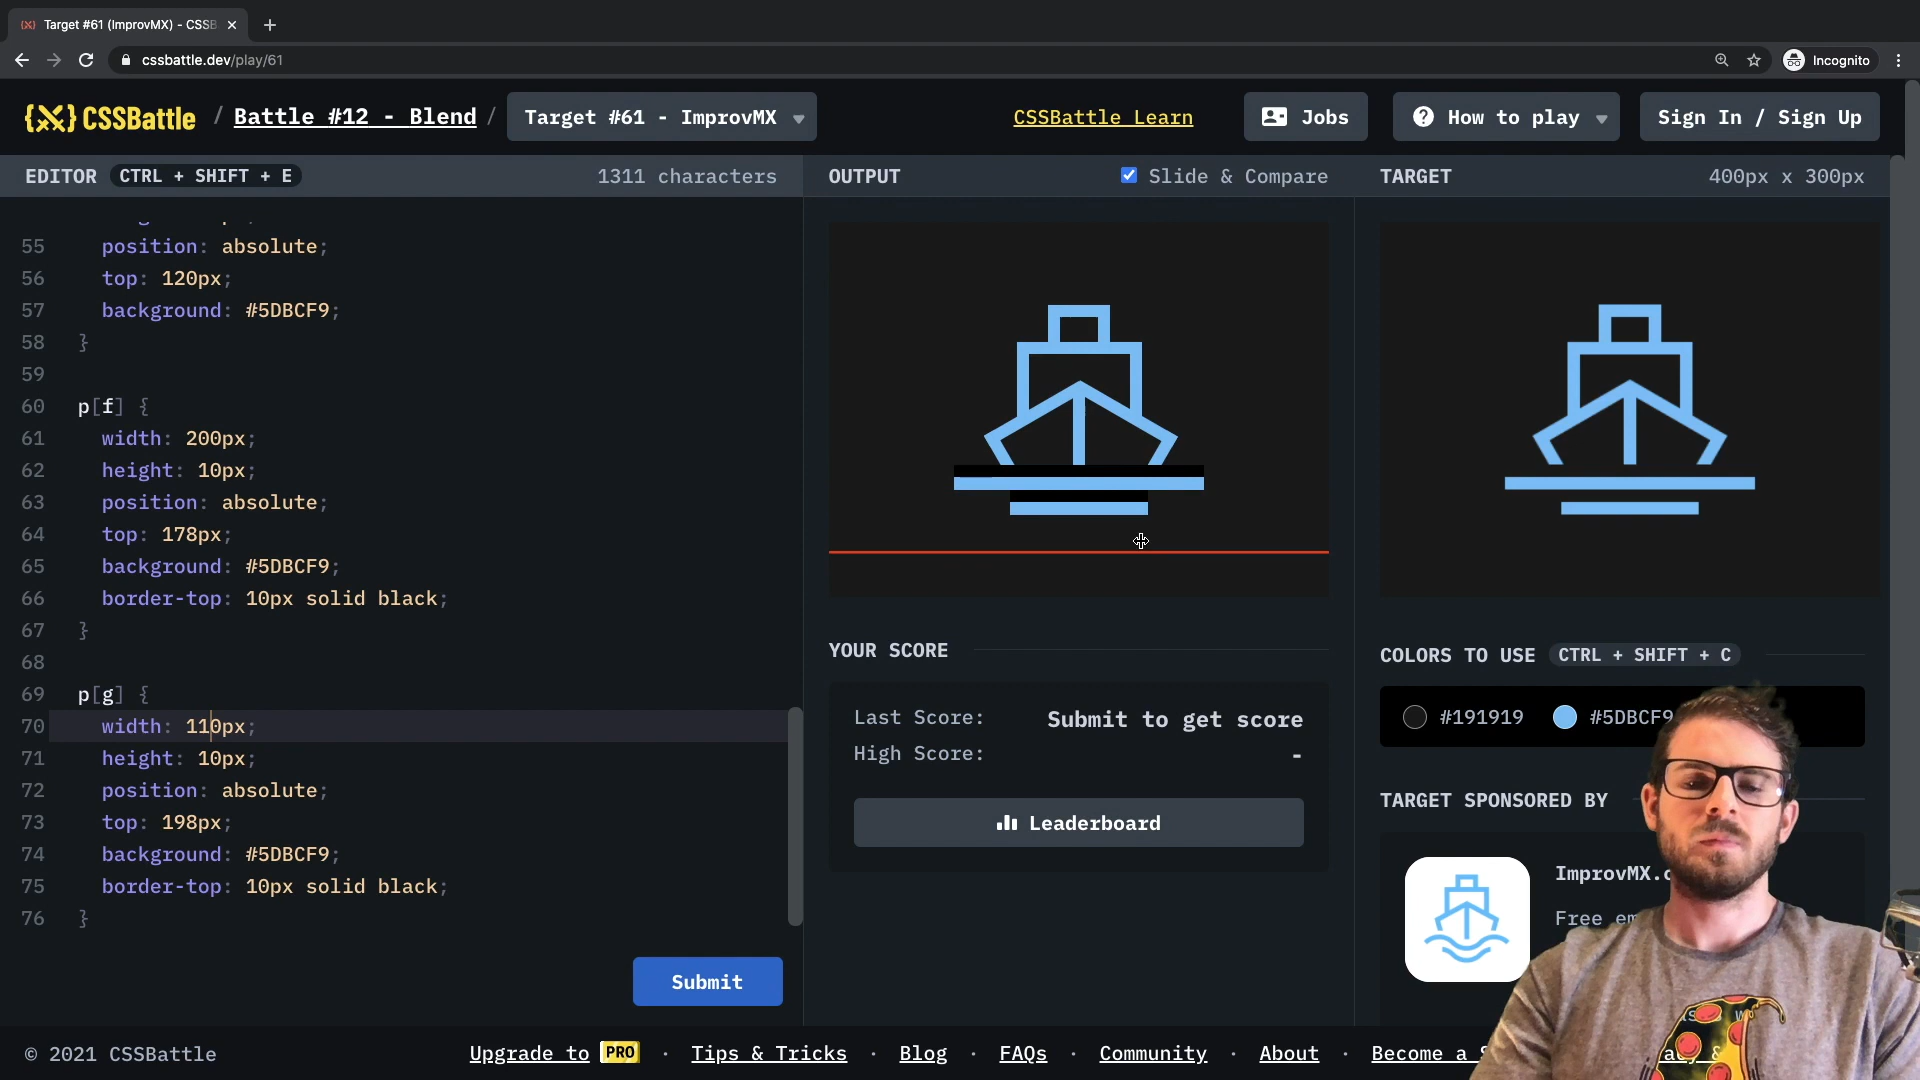 Target #61 (ImprovMX) - CSSB
cssbattle.dev/play/61
Incognito
CSSBattle / Battle #12 - Blend / Target #61 - ImprovMX
CSSBattle Learn
Jobs
How to play
Sign In / Sign Up
EDITOR CTRL + SHIFT + E 1311 characters
OUTPUT Slide & Compare
TARGET 400px x 300px
55 position: absolute;
56 top: 120px;
57 background: #5DBCF9;
58 }
59
60 p[f] {
61 width: 200px;
62 height: 10px;
63 position: absolute;
64 top: 178px;
65 background: #5DBCF9;
66 border-top: 10px solid black;
67 }
68
69 p[g] {
70 width: 110px;
71 height: 10px;
72 position: absolute;
73 top: 198px;
74 background: #5DBCF9;
75 border-top: 10px solid black;
76 }
Submit
YOUR SCORE
Last Score: Submit to get score
High Score: -
Leaderboard
COLORS TO USE CTRL + SHIFT + C
#191919 #5DBCF9
TARGET SPONSORED BY
ImprovMX.
Free
© 2021 CSSBattle
Upgrade to PRO · Tips & Tricks · Blog · FAQs · Community · About · Become a